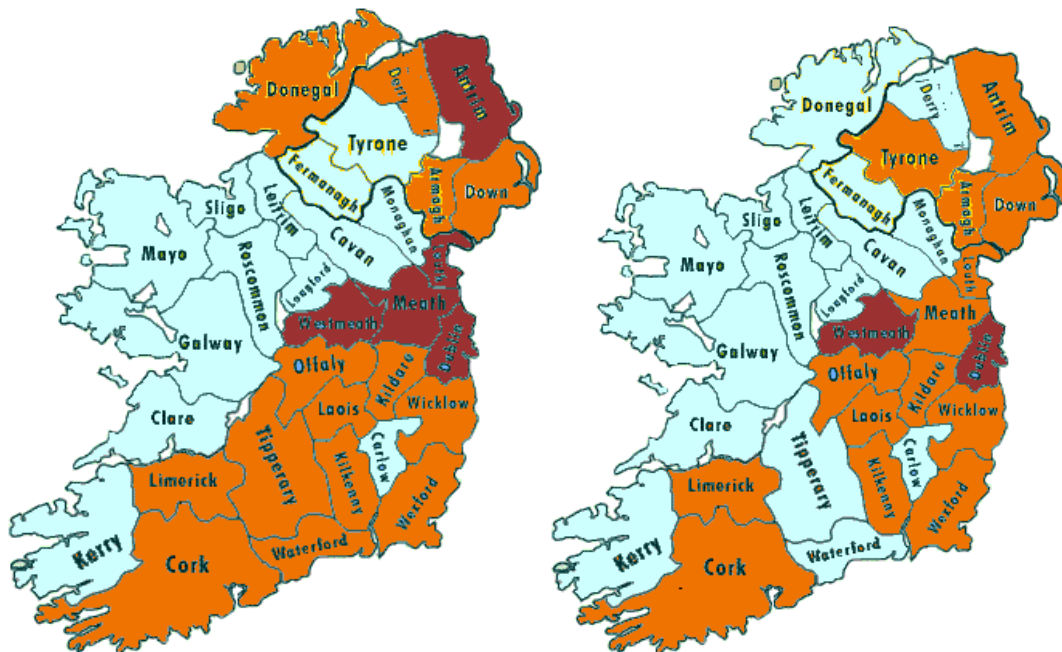 Donegal
Derry
Antrim
Tyrone
Fermanagh
Armagh
Down
Monaghan
Sligo
Leitrim
Cavan
Louth
Mayo
Roscommon
Longford
Meath
Westmeath
Galway
Dublin
Offaly
Kildare
Laois
Wicklow
Clare
Carlow
Tipperary
Limerick
Kilkenny
Wexford
Waterford
Kerry
Cork
Donegal
Derry
Antrim
Tyrone
Fermanagh
Armagh
Down
Monaghan
Sligo
Leitrim
Cavan
Louth
Mayo
Roscommon
Longford
Meath
Westmeath
Galway
Dublin
Offaly
Kildare
Laois
Wicklow
Clare
Carlow
Tipperary
Limerick
Kilkenny
Wexford
Waterford
Kerry
Cork